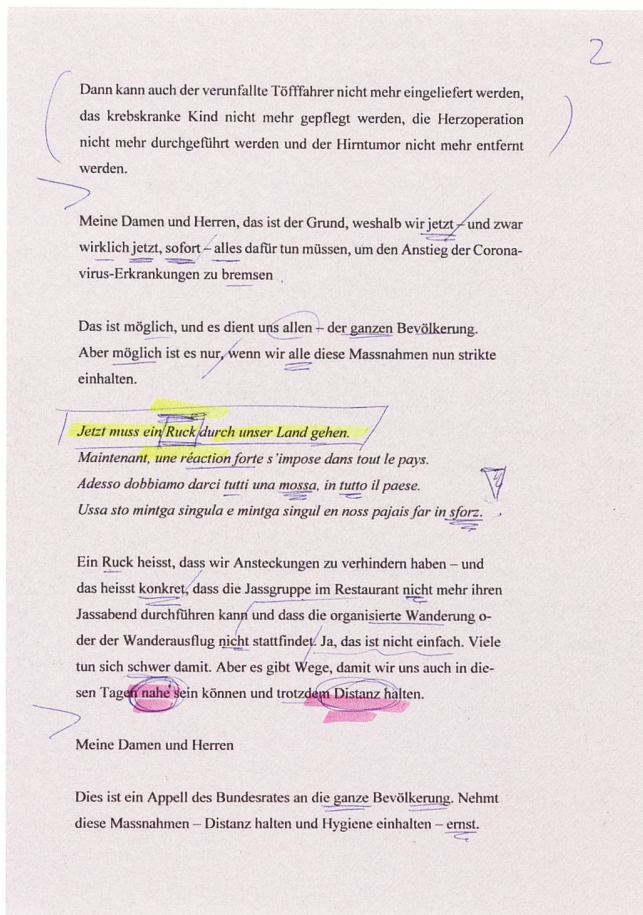 2
Dann kann auch der verunfallte Töfffahrer nicht mehr eingeliefert werden,
das krebskranke Kind nicht mehr gepflegt werden, die Herzoperation
nicht mehr durchgeführt werden und der Hirntumor nicht mehr entfernt
werden.
Meine Damen und Herren, das ist der Grund, weshalb wir jetzt – und zwar
wirklich jetzt, sofort – alles dafür tun müssen, um den Anstieg der Corona-
virus-Erkrankungen zu bremsen.
Das ist möglich, und es dient uns allen – der ganzen Bevölkerung.
Aber möglich ist es nur, wenn wir alle diese Massnahmen nun strikte
einhalten.
Jetzt muss ein Ruck durch unser Land gehen.
Maintenant, une réaction forte s'impose dans tout le pays.
Adesso dobbiamo darci tutti una mossa, in tutto il paese.
Ussa sto mintga singula e mintga singul en noss pajais far in sforz.
Ein Ruck heisst, dass wir Ansteckungen zu verhindern haben – und
das heisst konkret, dass die Jassgruppe im Restaurant nicht mehr ihren
Jassabend durchführen kann und dass die organisierte Wanderung o-
der der Wanderausflug nicht stattfindet. Ja, das ist nicht einfach. Viele
tun sich schwer damit. Aber es gibt Wege, damit wir uns auch in die-
sen Tagen nahe sein können und trotzdem Distanz halten.
Meine Damen und Herren
Dies ist ein Appell des Bundesrates an die ganze Bevölkerung. Nehmt
diese Massnahmen – Distanz halten und Hygiene einhalten – ernst.